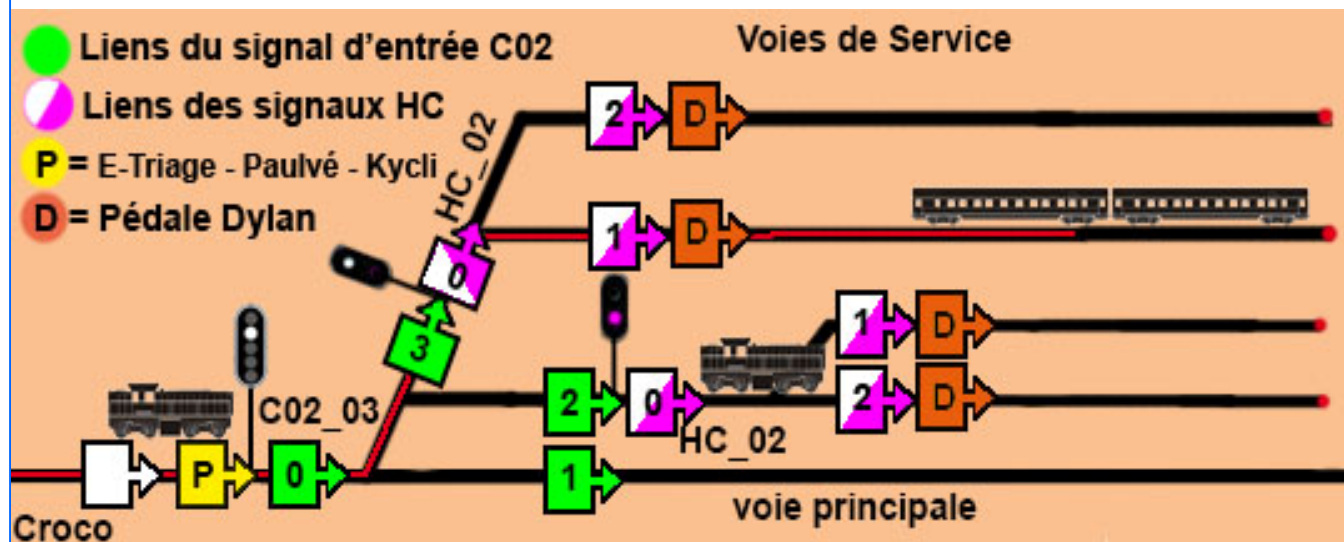 Liens du signal d'entrée C02
Voies de Service
Liens des signaux HC
P = E-Triage - Paulvé - Kycli
D = Pédale Dylan
HC_02
2 D
1 D
0
3
1 D
C02_03
2 0
2 D
HC_02
P 0
1
voie principale
Croco